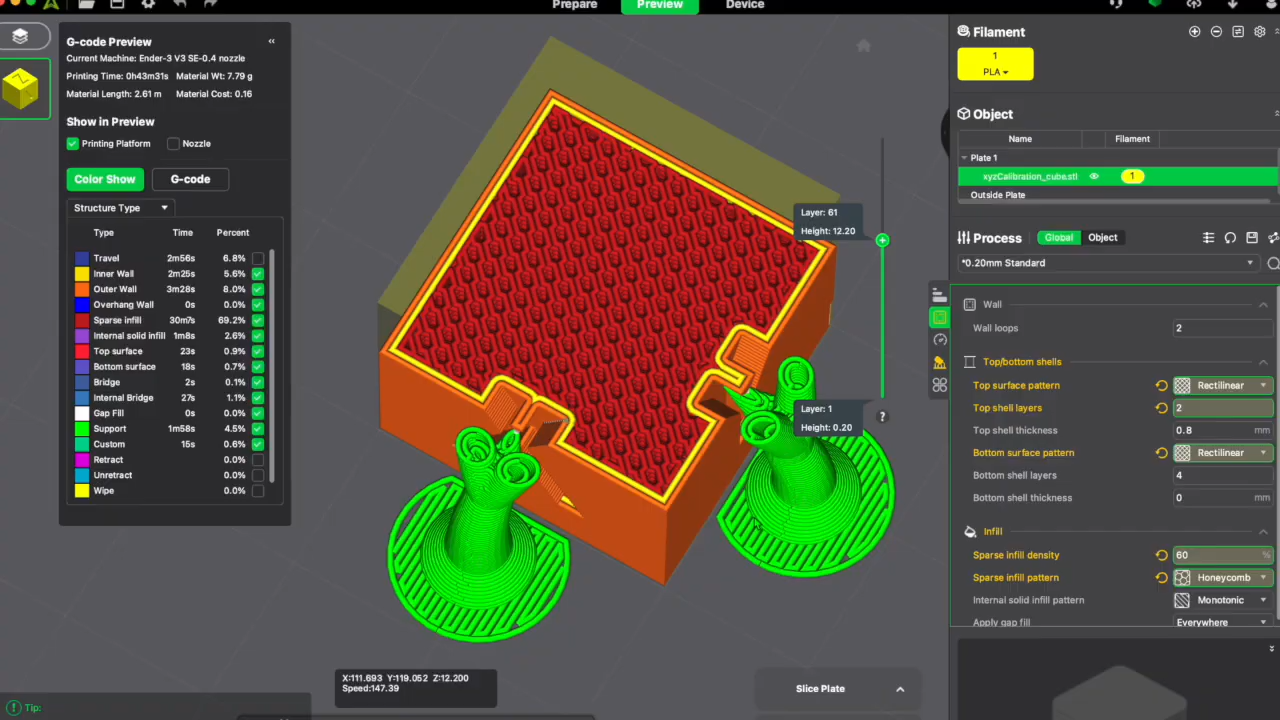 Prepare Preview Device
G-code Preview «
Current Machine: Ender-3 V3 SE-0.4 nozzle
Printing Time: 0h43m31s Material Wt: 7.79 g
Material Length: 2.61 m Material Cost: 0.16
Show in Preview
Printing Platform Nozzle
Color Show G-code
Structure Type
Type Time Percent
Travel 2m56s 6.8%
Inner Wall 2m25s 5.6%
Outer Wall 3m28s 8.0%
Overhang Wall 0s 0.0%
Sparse infill 30m7s 69.2%
Internal solid infill 1m8s 2.6%
Top surface 23s 0.9%
Bottom surface 18s 0.7%
Bridge 2s 0.1%
Internal Bridge 27s 1.1%
Gap Fill 0s 0.0%
Support 1m58s 4.5%
Custom 15s 0.6%
Retract 0.0%
Unretract 0.0%
Wipe 0.0%
Layer: 61
Height: 12.20
Layer: 1
Height: 0.20
?
X:111.693 Y:119.052 Z:12.200
Speed:147.39
Slice Plate
Tip:
Filament
1
PLA
Object
Name Filament
Plate 1
xyzCalibration_cube.stl 1
Outside Plate
Process Global Object
*0.20mm Standard
Wall
Wall loops 2
Top/bottom shells
Top surface pattern Rectilinear
Top shell layers 2
Top shell thickness 0.8 mm
Bottom surface pattern Rectilinear
Bottom shell layers 4
Bottom shell thickness 0 mm
Infill
Sparse infill density 60 %
Sparse infill pattern Honeycomb
Internal solid infill pattern Monotonic
Apply gap fill Everywhere